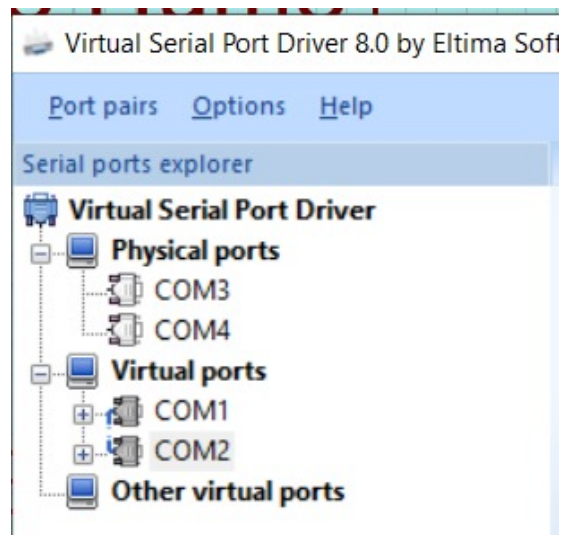 Virtual Serial Port Driver 8.0 by Eltima Soft
Port pairs Options Help
Serial ports explorer
Virtual Serial Port Driver
Physical ports
COM3
COM4
Virtual ports
COM1
COM2
Other virtual ports